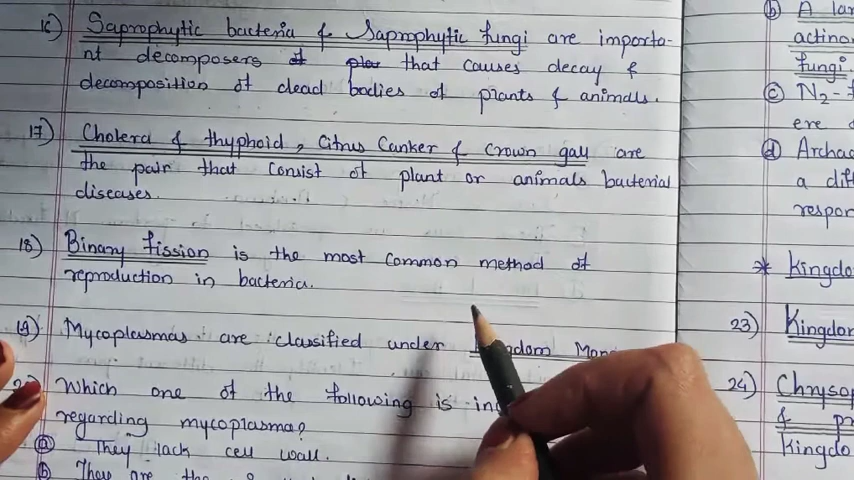 16) Saprophytic bacteria & Saprophytic fungi are importa-
nt decomposers of that causes decay &
decomposition of dead bodies of plants & animals.
17) Cholera & thyphoid, Citrus Canker & Crown gall are
the pair that Consist of plant or animals bacterial
diseases.
18) Binary fission is the most Common method of
reproduction in bacteria.
19) Mycoplasmas are classified under
Which one of the following is
regarding mycoplasma?
(a) They lack cell wall.
(b) They are the
(b) A
actino
fungi.
(c) N2-
ere
(d) Archae
a
respon
* Kingdo
23) Kingdo
24) Chrysop
&
kingdo